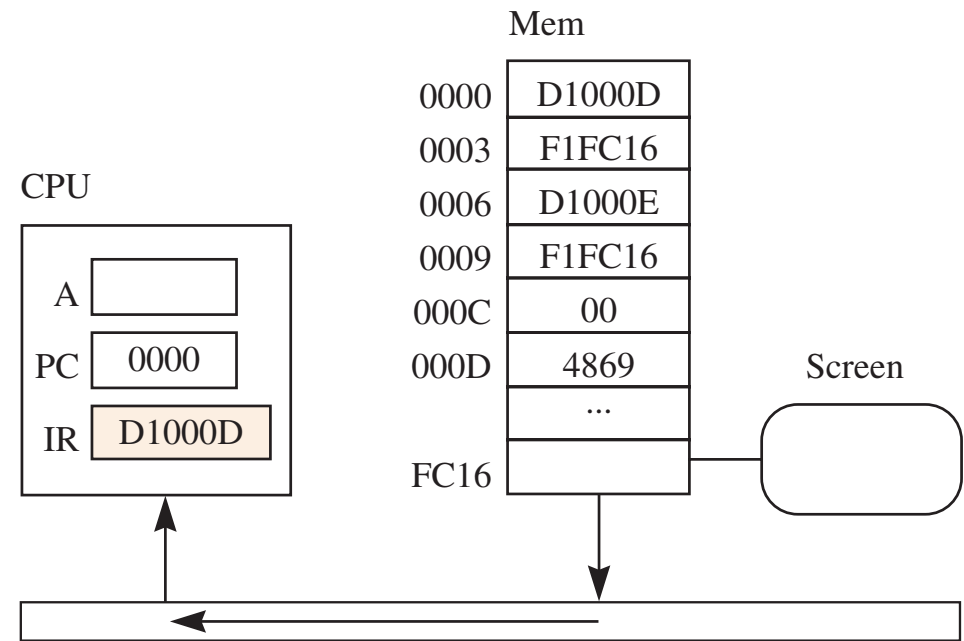 Mem
0000 D1000D
0003 F1FC16
0006 D1000E
0009 F1FC16
000C 00
000D 4869
...
FC16
CPU
A
PC 0000
IR D1000D
Screen